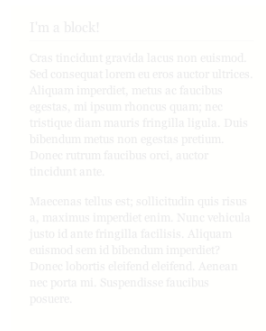 I'm a block!
Cras tincidunt gravida lacus non euismod.
Sed consequat lorem eu eros auctor ultrices.
Aliquam imperdiet, metus ac faucibus
egestas, mi ipsum rhoncus quam; nec
tristique diam mauris fringilla ligula. Duis
bibendum metus non egestas pretium.
Donec rutrum faucibus orci, auctor
tincidunt ante.
Maecenas tellus est; sollicitudin quis risus
a, maximus imperdiet enim. Nunc vehicula
justo id ante fringilla facilisis. Aliquam
euismod sem id bibendum imperdiet?
Donec lobortis eleifend eleifend. Aenean
nec porta mi. Suspendisse faucibus
posuere.